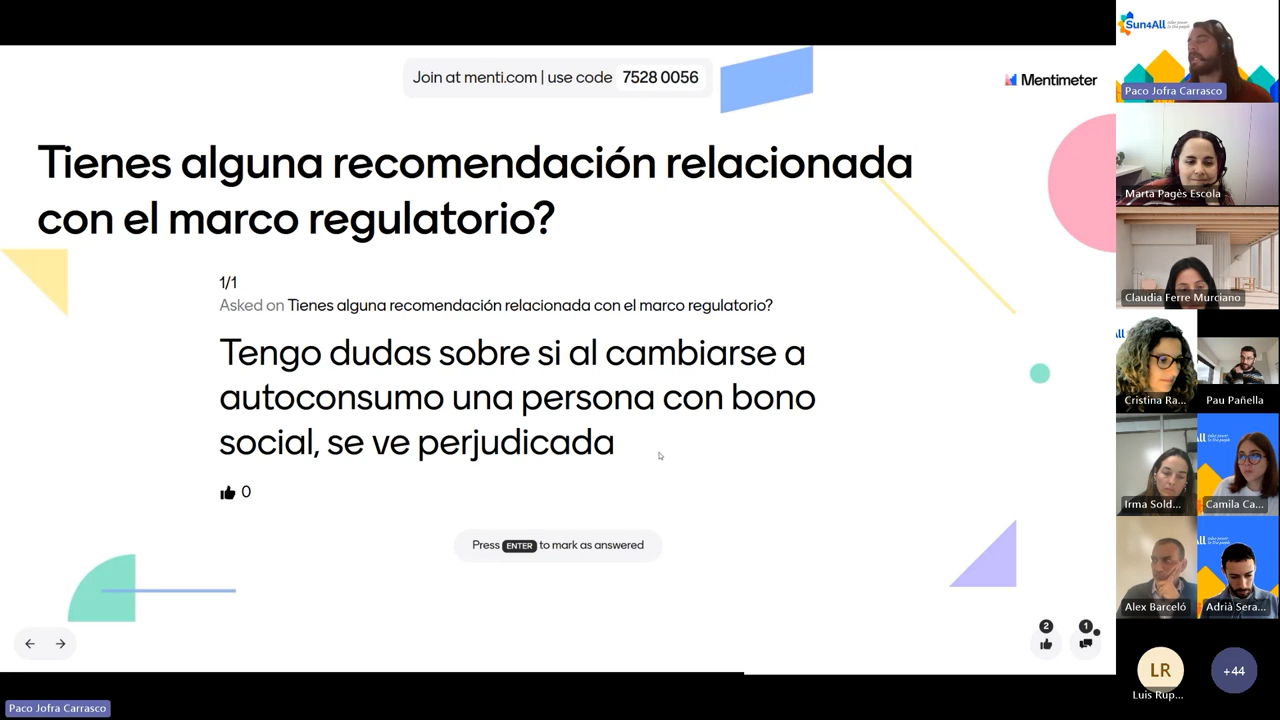 Join at menti.com | use code 7528 0056
Mentimeter
Tienes alguna recomendación relacionada
con el marco regulatorio?
1/1
Asked on Tienes alguna recomendación relacionada con el marco regulatorio?
Tengo dudas sobre si al cambiarse a
autoconsumo una persona con bono
social, se ve perjudicada
0
Press ENTER to mark as answered
2
1
Paco Jofra Carrasco
Sun4All
Paco Jofra Carrasco
Marta Pagès Escola
Claudia Ferre Murciano
Cristina Ra...
Pau Pañella
Irma Sold...
Camila Ca...
Alex Barceló
Adrià Sera...
LR
Luis Rup...
+44